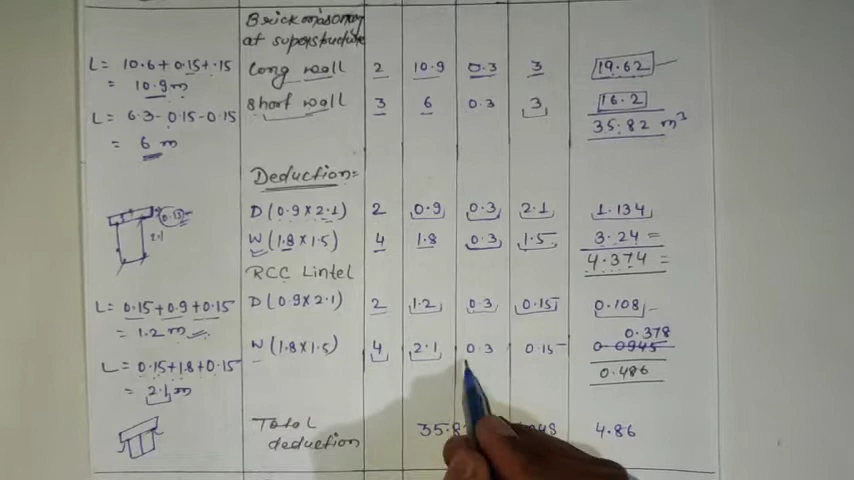 Brick masonry
at superstructure
L = 10.6 + 0.15 + .15 Long wall 2 10.9 0.3 3 19.62
= 10.9 m
Short wall 3 6 0.3 3 16.2
L = 6.3 - 0.15 - 0.15 35.82 m³
= 6 m
Deduction:-
0.15 D (0.9 x 2.1) 2 0.9 0.3 2.1 1.134
2.1 W (1.8 x 1.5) 4 1.8 0.3 1.5 3.24 =
4.374 =
RCC Lintel
L = 0.15 + 0.9 + 0.15 D (0.9 x 2.1) 2 1.2 0.3 0.15 0.108
= 1.2 m
0.378
W (1.8 x 1.5) 4 2.1 0.3 0.15 0.0945
L = 0.15 + 1.8 + 0.15 0.486
= 2.1 m
Total 35.8 48 4.86
deduction